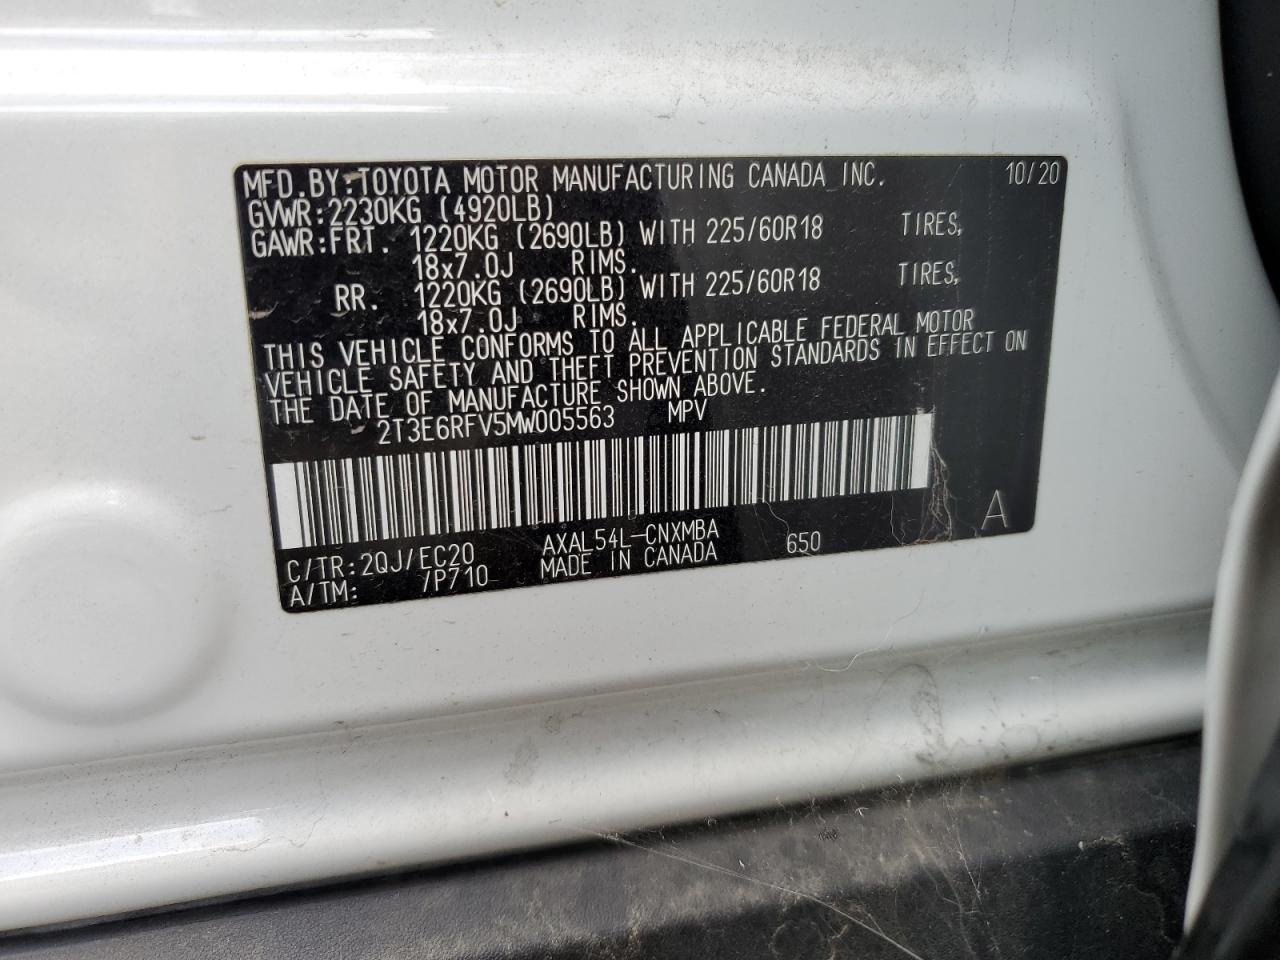 MFD.BY:TOYOTA MOTOR MANUFACTURING CANADA INC. 10/20
GVWR:2230KG (4920LB)
GAWR:FRT. 1220KG (2690LB) WITH 225/60R18 TIRES,
18x7.0J RIMS.
RR. 1220KG (2690LB) WITH 225/60R18 TIRES,
18x7.0J RIMS.
THIS VEHICLE CONFORMS TO ALL APPLICABLE FEDERAL MOTOR
VEHICLE SAFETY AND THEFT PREVENTION STANDARDS IN EFFECT ON
THE DATE OF MANUFACTURE SHOWN ABOVE.
2T3E6RFV5MW005563 MPV
A
C/TR:2QJ/EC20 AXAL54L-CNXMBA 650
A/TM: /P710 MADE IN CANADA